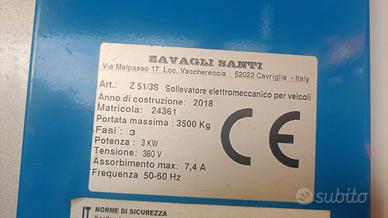 ZAVAGLI SANTI
Via Malpasso 17 Loc. Vacchereccia 52022 Cavriglia - Italy
Art.: Z 51/3S Sollevatore elettromeccanico per veicoli
Anno di costruzione: 2018
Matricola: 24361
Portata massima: 3500 Kg
Fasi: 3
Potenza: 3 KW
Tensione: 380 V
Assorbimento max: 7,4 A
Frequenza 50-60 Hz
CE
IT NORME DI SICUREZZA
subito